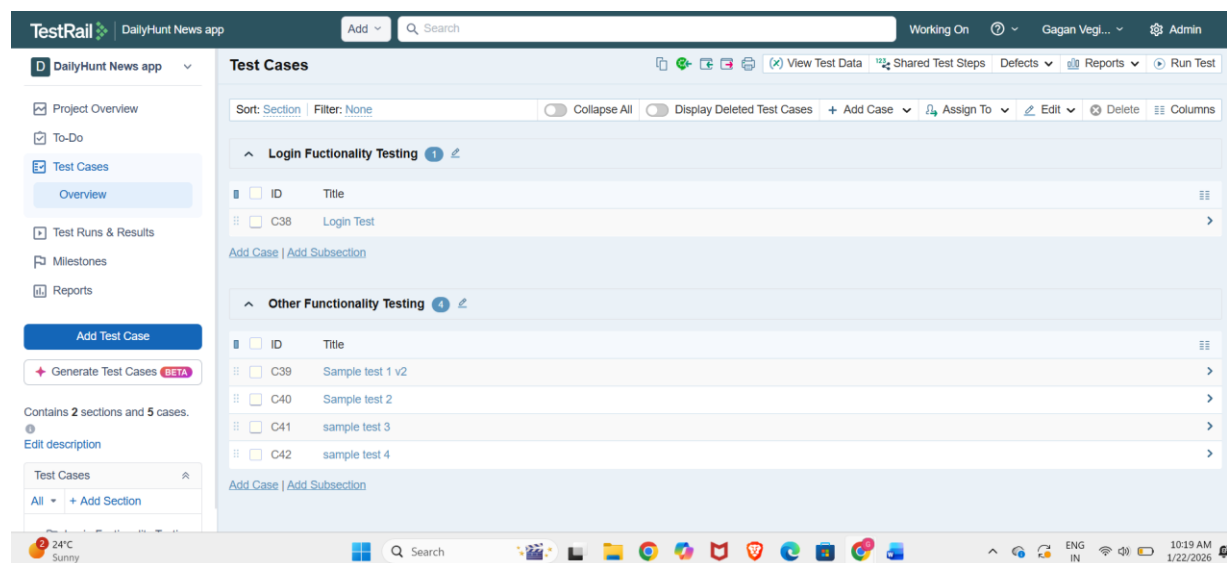 TestRail DailyHunt News app Add Search Working On Gagan Vegi... Admin
D DailyHunt News app
Project Overview
To-Do
Test Cases
Overview
Test Runs & Results
Milestones
Reports
Add Test Case
Generate Test Cases BETA
Contains 2 sections and 5 cases.
Edit description
Test Cases
All + Add Section
Test Cases View Test Data 123 Shared Test Steps Defects Reports Run Test
Sort: Section Filter: None Collapse All Display Deleted Test Cases + Add Case Assign To Edit Delete Columns
Login Fuctionality Testing 1
ID Title
C38 Login Test
Add Case | Add Subsection
Other Functionality Testing 4
ID Title
C39 Sample test 1 v2
C40 Sample test 2
C41 sample test 3
C42 sample test 4
Add Case | Add Subsection
2 24°C
Sunny
Search
ENG
IN
10:19 AM
1/22/2026